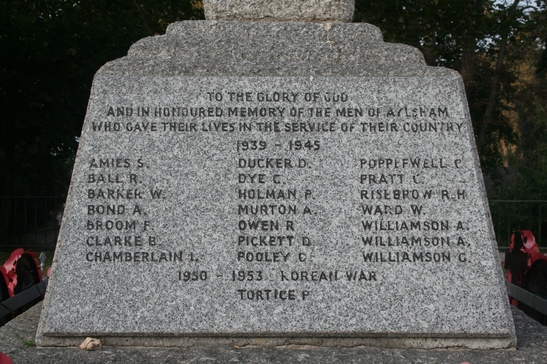 TO THE GLORY OF GOD
AND IN HONOURED MEMORY OF THE MEN OF AYLSHAM
WHO GAVE THEIR LIVES IN THE SERVICE OF THEIR COUNTRY
1939 - 1945
AMIES S. DUCKER D. POPPLEWELL C.
BALL R. DYE C. PRATT C.
BARKER W. HOLMAN P. RISEBROW R.H
BOND A. MURTON A. WARD W.
BROOM F. OWEN R WILLIAMSON A.
CLARKE B. PICKETT D. WILLIAMSON A.
CHAMBERLAIN L. POOLEY C. WILLIAMSON G.
1950 - 1953 KOREAN WAR
TORTICE P